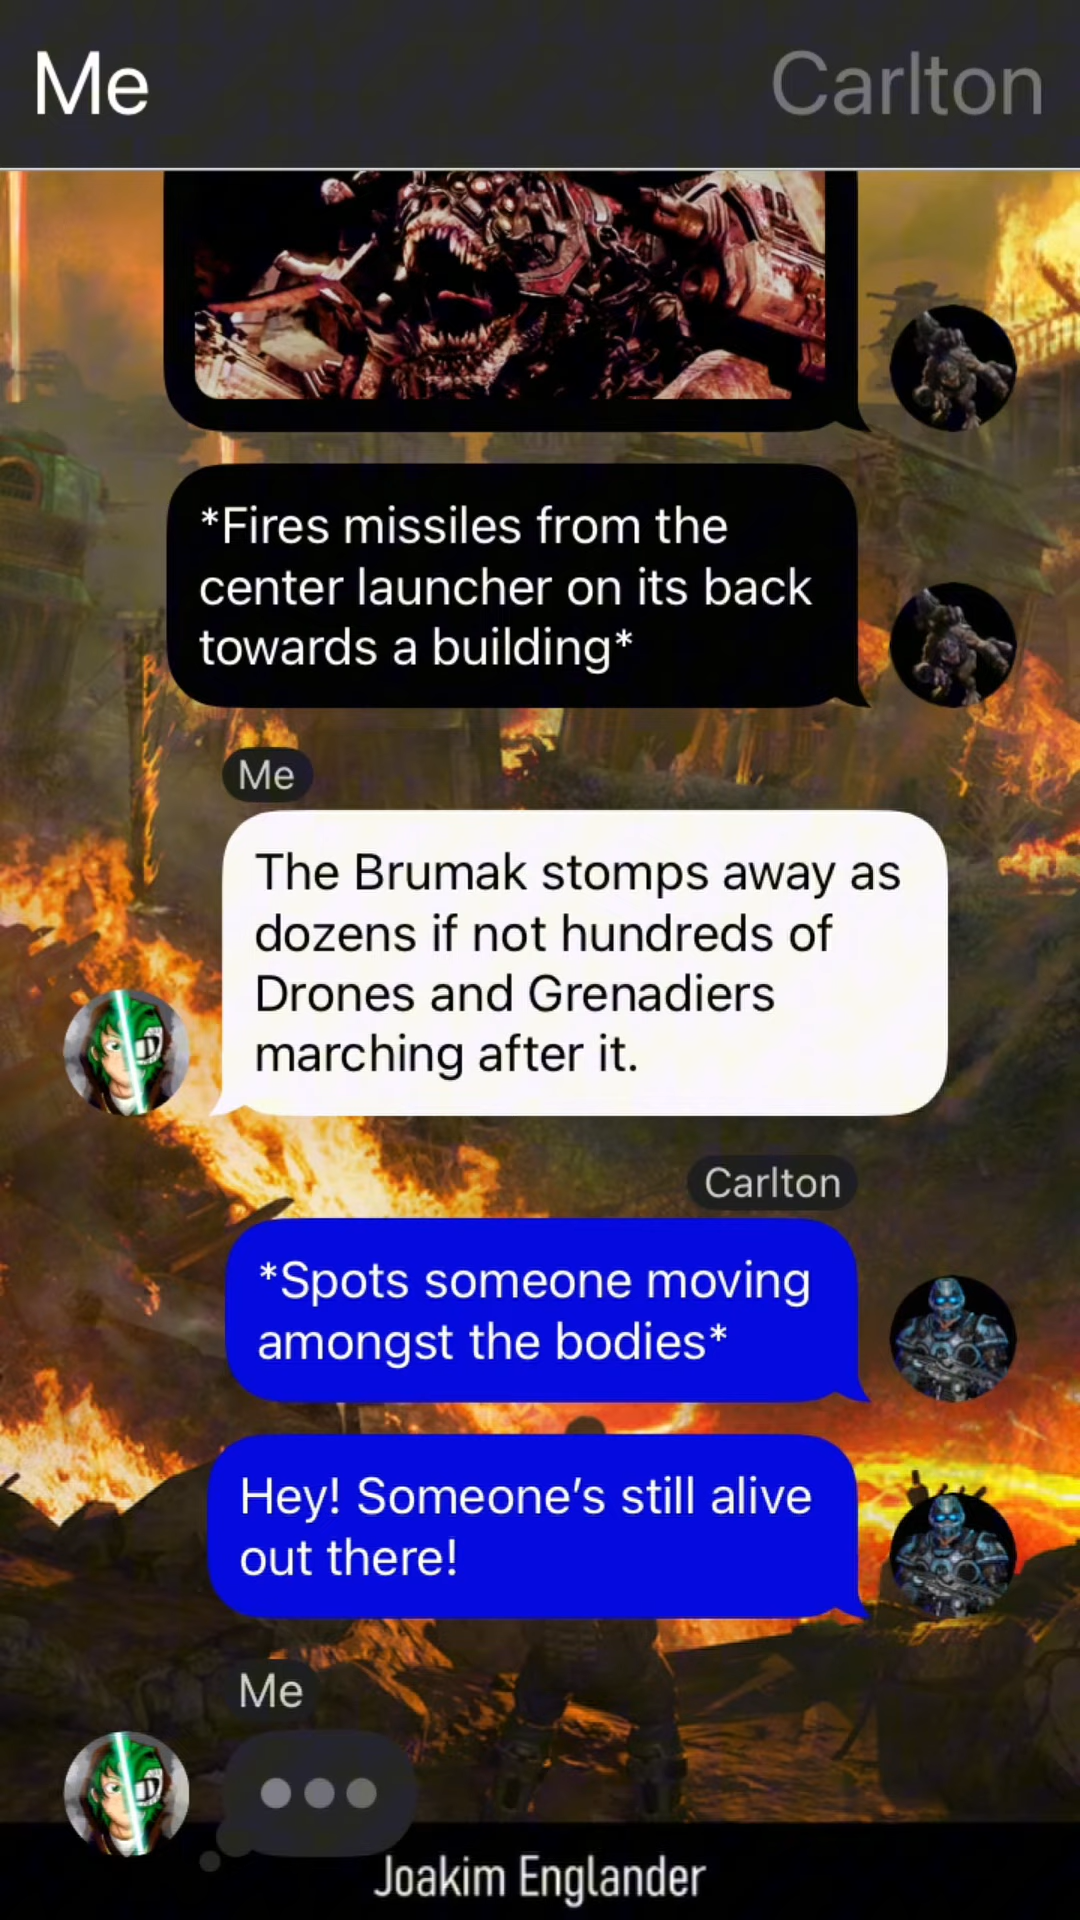 Me
Carlton
*Fires missiles from the
center launcher on its back
towards a building*
Me
The Brumak stomps away as
dozens if not hundreds of
Drones and Grenadiers
marching after it.
Carlton
*Spots someone moving
amongst the bodies*
Hey! Someone’s still alive
out there!
Me
Joakim Englander